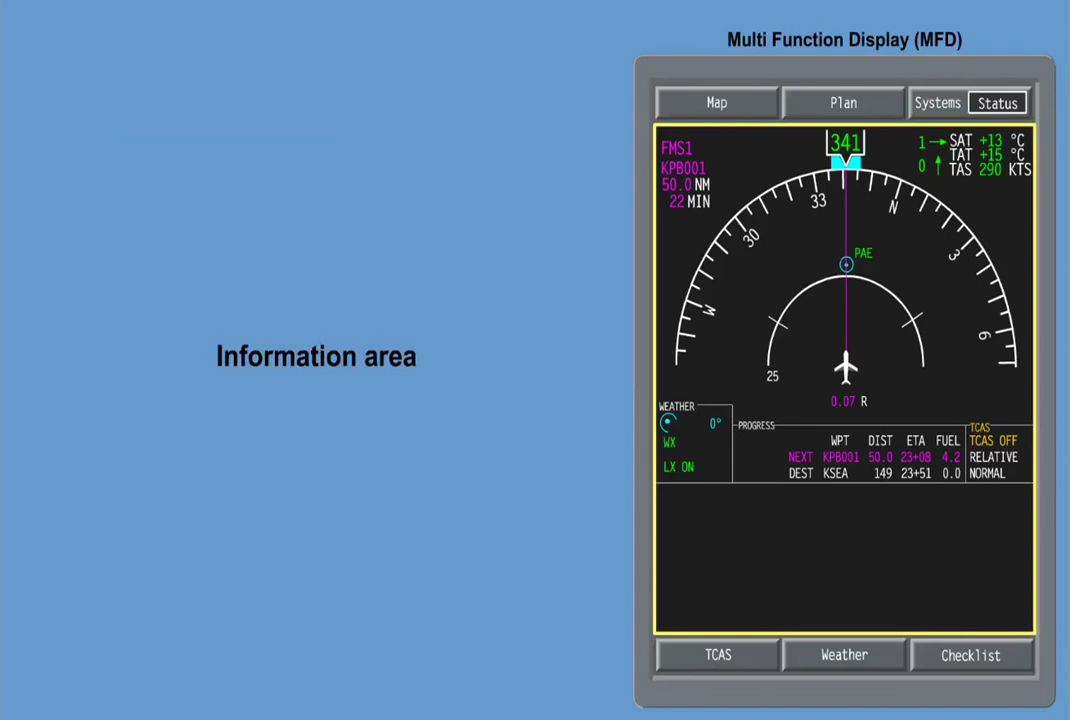 Multi Function Display (MFD)
Map Plan Systems Status
FMS1
KPB001
50.0 NM
22 MIN
341
1 → SAT +13 °C
TAT +15 °C
0 ↑ TAS 290 KTS
33 N
30 3
PAE
W 6
25
0.07 R
Information area
WEATHER
0°
WX
LX ON
PROGRESS
WPT DIST ETA FUEL
NEXT KPB001 50.0 23+08 4.2
DEST KSEA 149 23+51 0.0
TCAS
TCAS OFF
RELATIVE
NORMAL
TCAS Weather Checklist